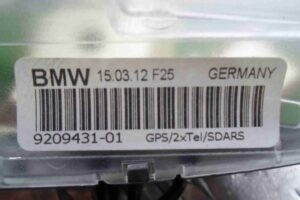 BMW 15.03.12 F25 GERMANY
9209431-01 GPS/2xTel/SDARS